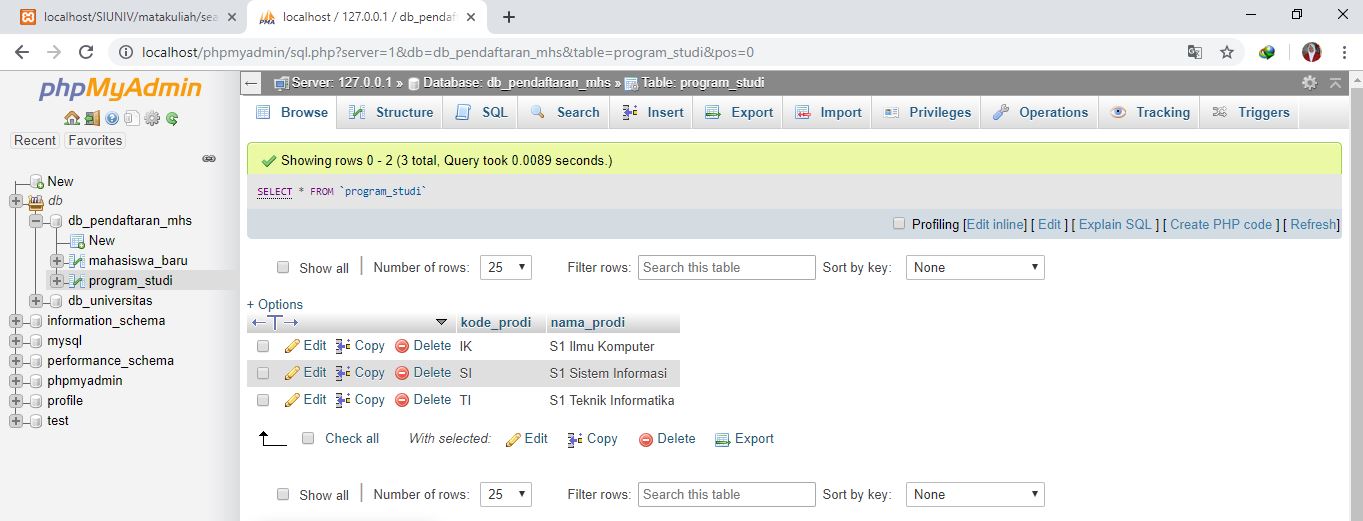 localhost/SIUNIV/matakuliah/sea
localhost / 127.0.0.1 / db_pendaf
localhost/phpmyadmin/sql.php?server=1&db=db_pendaftaran_mhs&table=program_studi&pos=0
phpMyAdmin
Recent Favorites
New
db
db_pendaftaran_mhs
New
mahasiswa_baru
program_studi
db_universitas
information_schema
mysql
performance_schema
phpmyadmin
profile
test
Server: 127.0.0.1 » Database: db_pendaftaran_mhs » Table: program_studi
Browse Structure SQL Search Insert Export Import Privileges Operations Tracking Triggers
Showing rows 0 - 2 (3 total, Query took 0.0089 seconds.)
SELECT * FROM `program_studi`
Profiling [Edit inline] [ Edit ] [ Explain SQL ] [ Create PHP code ] [ Refresh]
Show all | Number of rows: 25 Filter rows: Search this table Sort by key: None
+ Options
kode_prodi nama_prodi
Edit Copy Delete IK S1 Ilmu Komputer
Edit Copy Delete SI S1 Sistem Informasi
Edit Copy Delete TI S1 Teknik Informatika
Check all With selected: Edit Copy Delete Export
Show all | Number of rows: 25 Filter rows: Search this table Sort by key: None